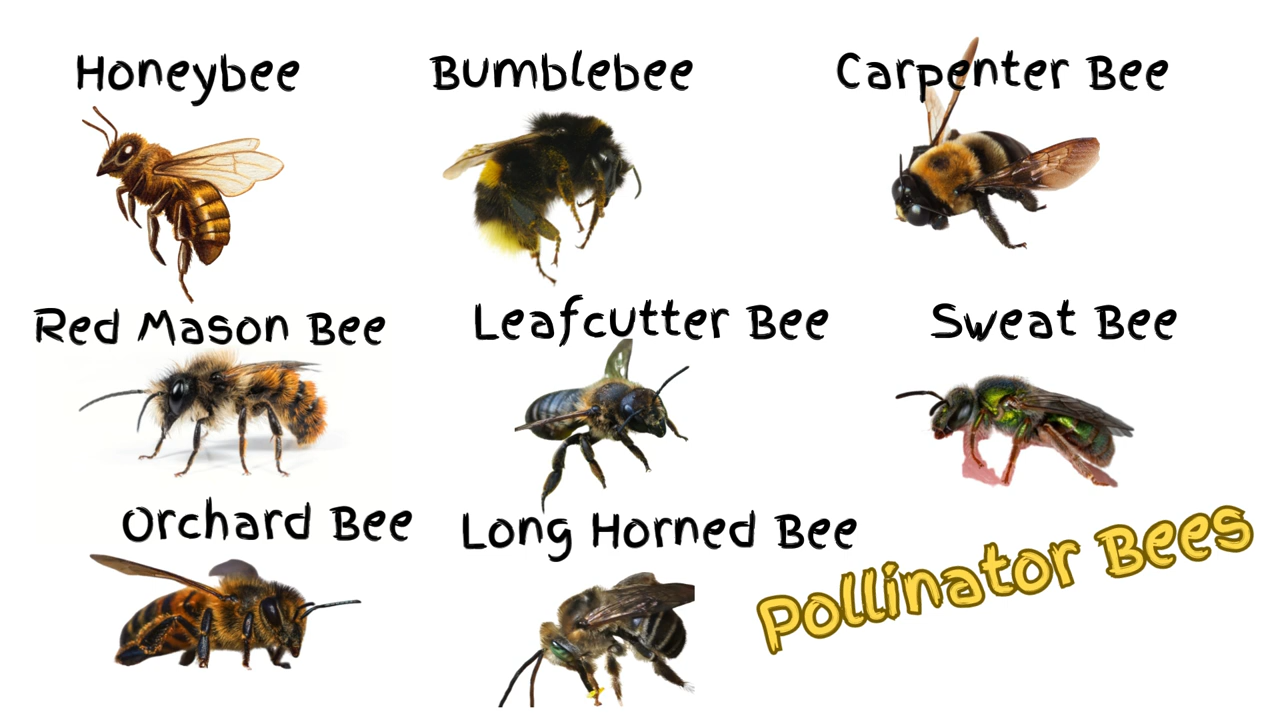 Honeybee
Bumblebee
Carpenter Bee
Red Mason Bee
Leafcutter Bee
Sweat Bee
Orchard Bee
Long Horned Bee
Pollinator Bees